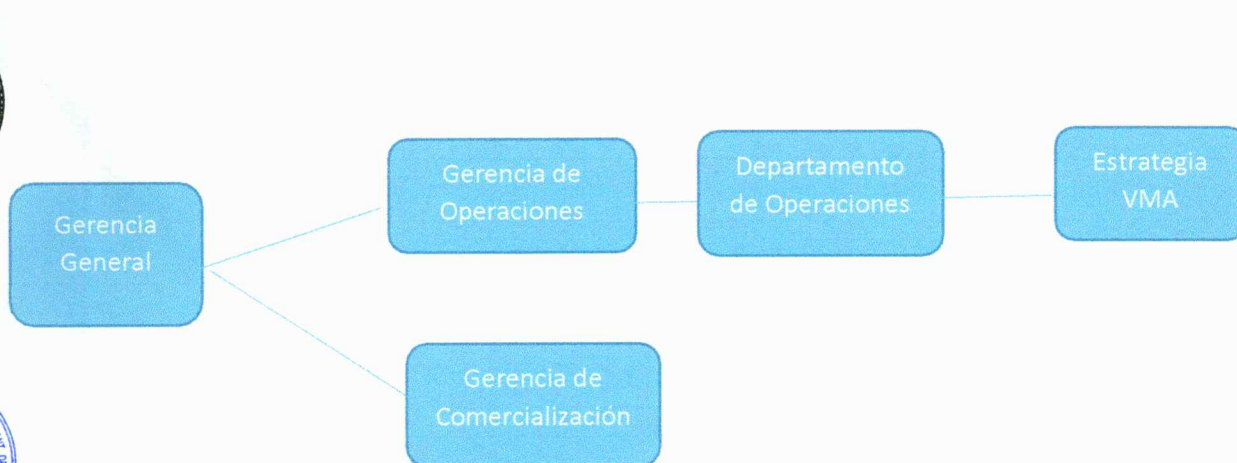 Gerencia
General
Gerencia de
Operaciones
Departamento
de Operaciones
Estrategia
VMA
Gerencia de
Comercialización